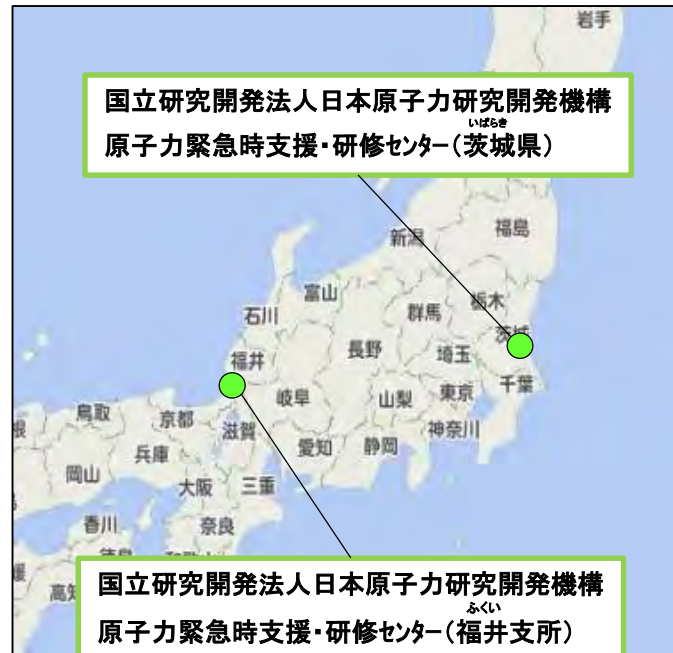 岩手
国立研究開発法人日本原子力研究開発機構
いばらき
原子力緊急時支援・研修センター(茨城県)
福島
新潟
富山
栃木
群馬
石川
茨城
長野
埼玉
福井
千葉
岐阜
山梨
東京
鳥取
京都
滋賀
神奈川
愛知
静岡
兵庫
岡山
大阪
三重
香川
奈良
国立研究開発法人日本原子力研究開発機構
ふくい
原子力緊急時支援・研修センター(福井支所)